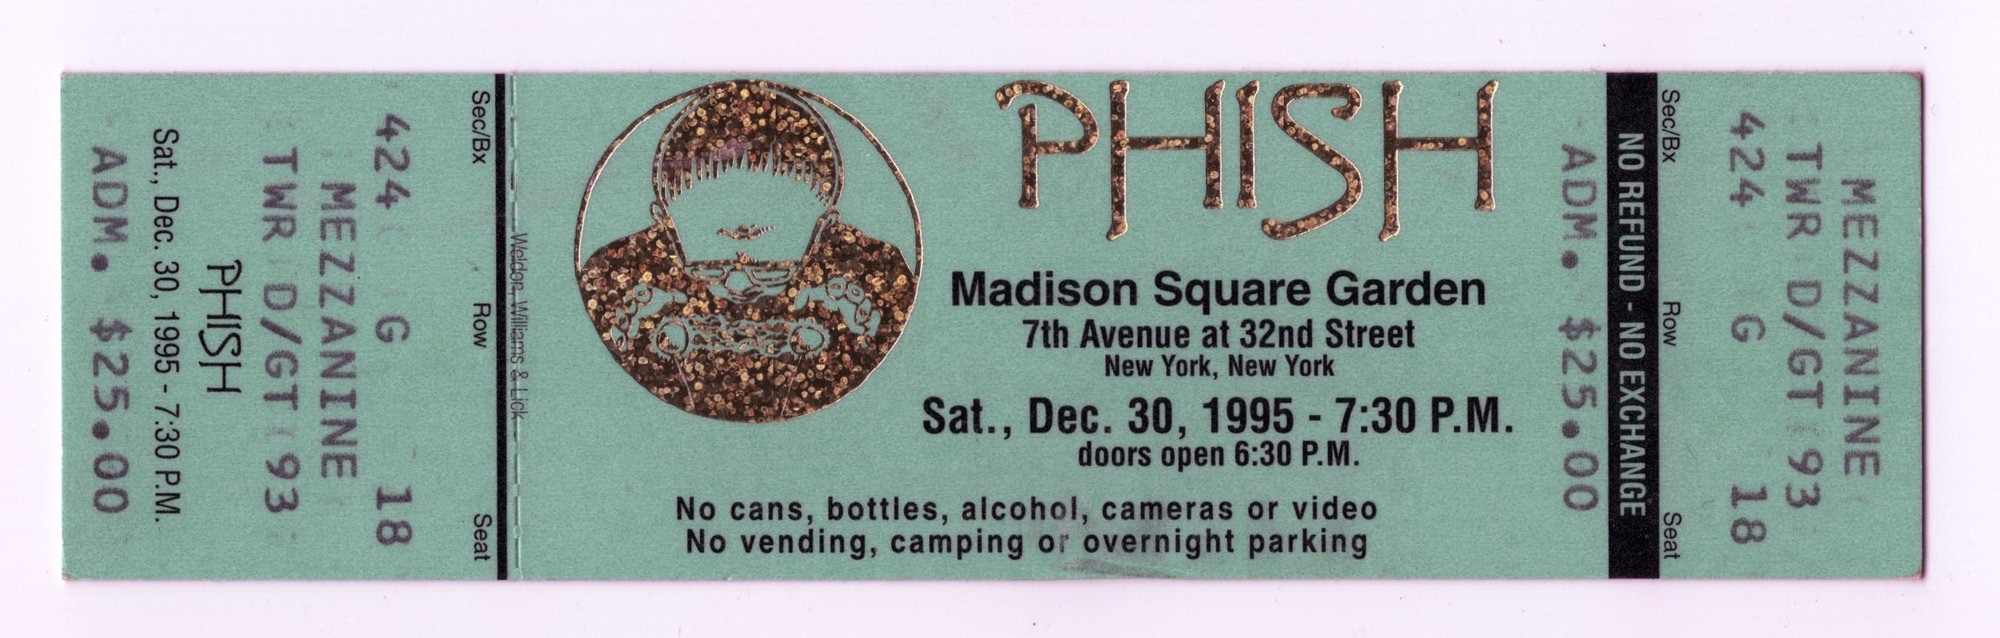 ADM. $25.00
Sat., Dec. 30, 1995 - 7:30 P.M.
PHISH
TWR D/GT 93
MEZZANINE
424 G 18
Sec/Bx Row Seat
Weldon, Williams & Lick
PHISH
Madison Square Garden
7th Avenue at 32nd Street
New York, New York
Sat., Dec. 30, 1995 - 7:30 P.M.
doors open 6:30 P.M.
No cans, bottles, alcohol, cameras or video
No vending, camping or overnight parking
ADM. $25.00
NO REFUND - NO EXCHANGE
Sec/Bx Row Seat
424 G 18
TWR D/GT 93
MEZZANINE